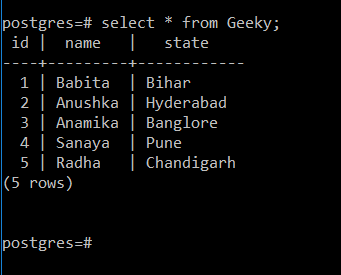 postgres=# select * from Geeky;
 id |  name   |   state
----+---------+------------
  1 | Babita  | Bihar
  2 | Anushka | Hyderabad
  3 | Anamika | Banglore
  4 | Sanaya  | Pune
  5 | Radha   | Chandigarh
(5 rows)
postgres=#